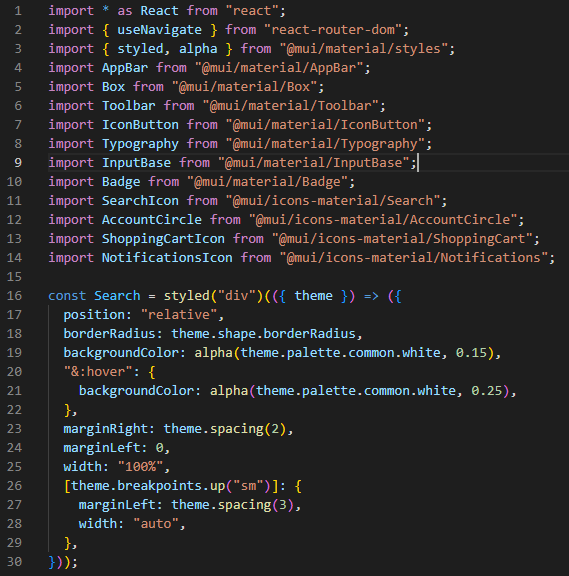 1 import * as React from "react";
2 import { useNavigate } from "react-router-dom";
3 import { styled, alpha } from "@mui/material/styles";
4 import AppBar from "@mui/material/AppBar";
5 import Box from "@mui/material/Box";
6 import Toolbar from "@mui/material/Toolbar";
7 import IconButton from "@mui/material/IconButton";
8 import Typography from "@mui/material/Typography";
9 import InputBase from "@mui/material/InputBase";
10 import Badge from "@mui/material/Badge";
11 import SearchIcon from "@mui/icons-material/Search";
12 import AccountCircle from "@mui/icons-material/AccountCircle";
13 import ShoppingCartIcon from "@mui/icons-material/ShoppingCart";
14 import NotificationsIcon from "@mui/icons-material/Notifications";
15
16 const Search = styled("div")(({ theme }) => ({
17   position: "relative",
18   borderRadius: theme.shape.borderRadius,
19   backgroundColor: alpha(theme.palette.common.white, 0.15),
20   "&:hover": {
21     backgroundColor: alpha(theme.palette.common.white, 0.25),
22   },
23   marginRight: theme.spacing(2),
24   marginLeft: 0,
25   width: "100%",
26   [theme.breakpoints.up("sm")]: {
27     marginLeft: theme.spacing(3),
28     width: "auto",
29   },
30 }));